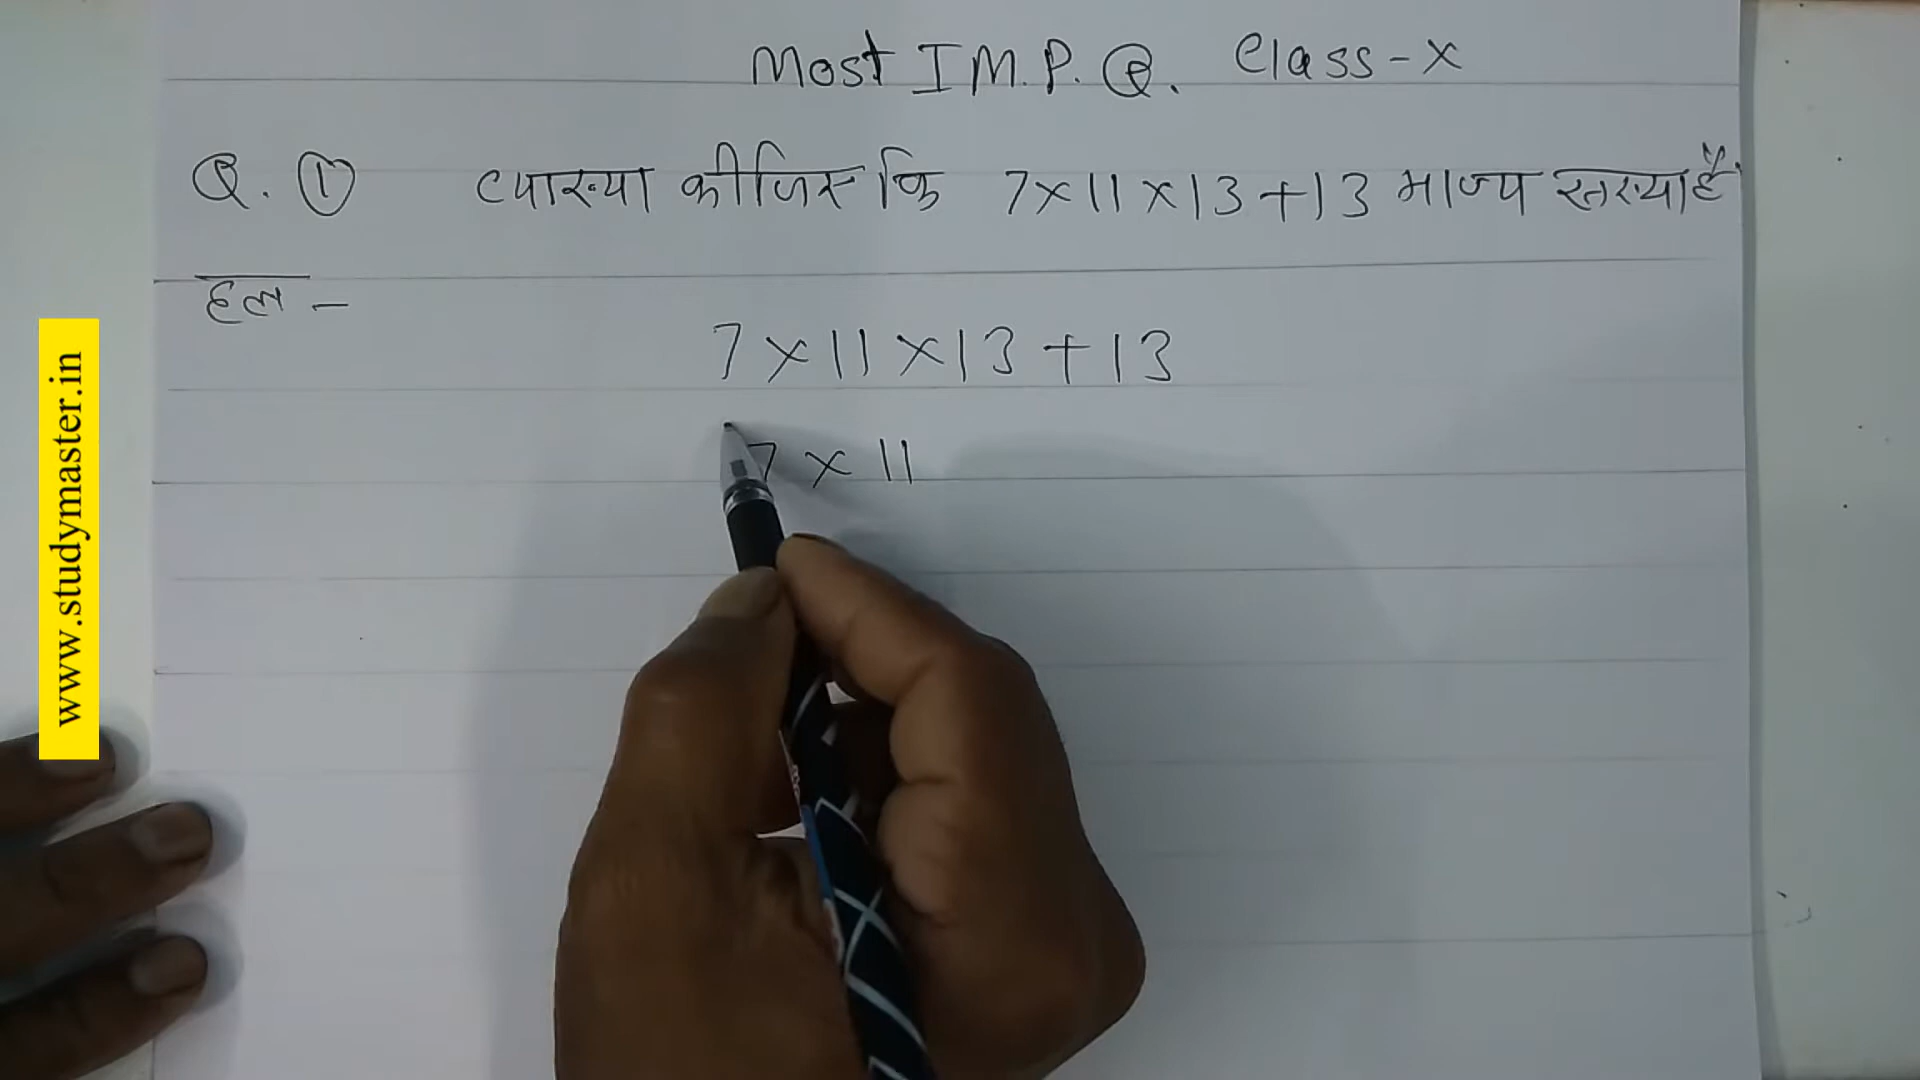 Most IMP. Q. Class-X
Q. ① व्याख्या कीजिए कि 7×11×13+13 भाज्य संख्या है
हल -
7×11×13+13
7×11
www.studymaster.in